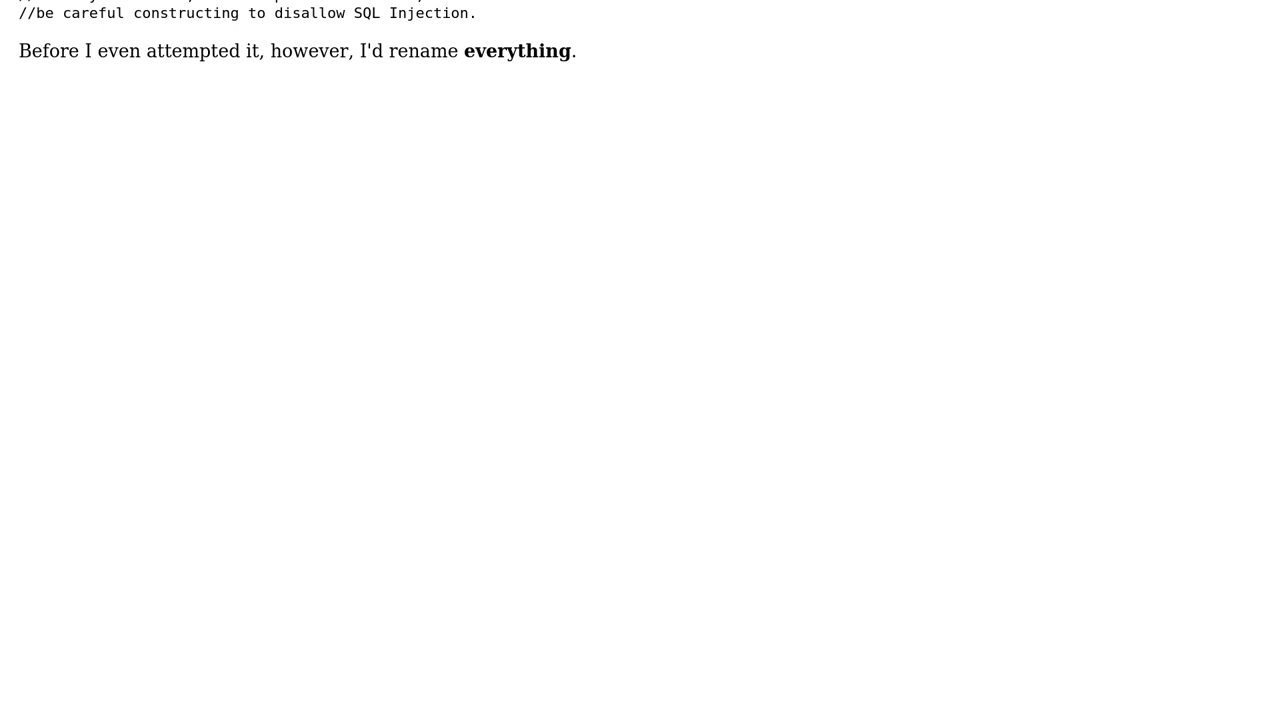 //be careful constructing to disallow SQL Injection.
Before I even attempted it, however, I'd rename everything.